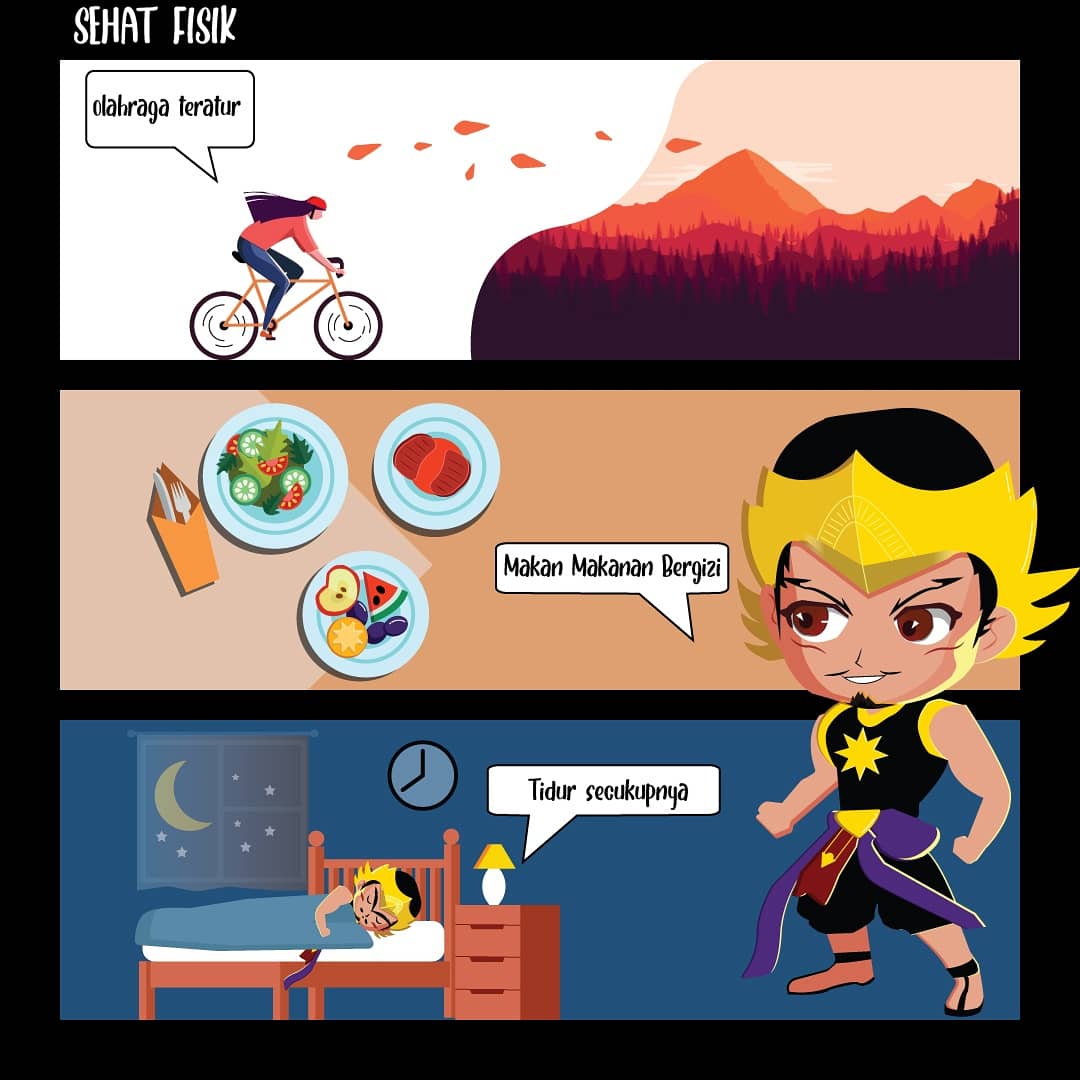 SEHAT FISIK
olahraga teratur
Makan Makanan Bergizi
Tidur secukupnya